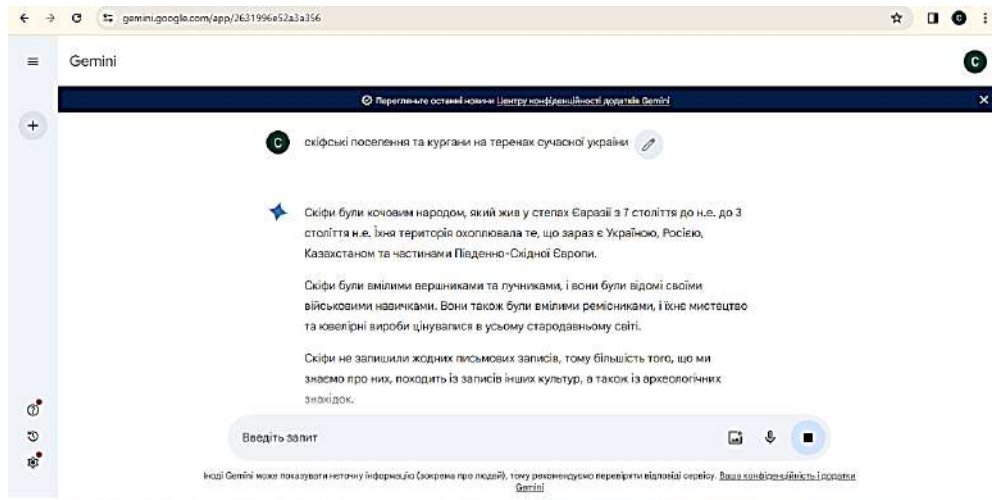 gemini.google.com/app/2631996e52a3a356
Gemini
C
Перегляньте останні новини Центру конфіденційності додатків Gemini
C скіфські поселення та кургани на теренах сучасної україни
Скіфи були кочовим народом, який жив у степах Євразії з 7 століття до н.е. до 3
століття н.е. Їхня територія охоплювала те, що зараз є Україною, Росією,
Казахстаном та частинами Південно-Східної Європи.
Скіфи були вмілими вершниками та лучниками, і вони були відомі своїми
військовими навичками. Вони також були вмілими ремісниками, і їхнє мистецтво
та ювелірні вироби цінувалися в усьому стародавньому світі.
Скіфи не залишили жодних письмових записів, тому більшість того, що ми
знаємо про них, походить із записів інших культур, а також із археологічних
знахідок.
Введіть запит
Іноді Gemini може показувати неточну інформацію (зокрема про людей), тому рекомендуємо перевіряти відповіді сервісу. Ваша конфіденційність і додатки
Gemini